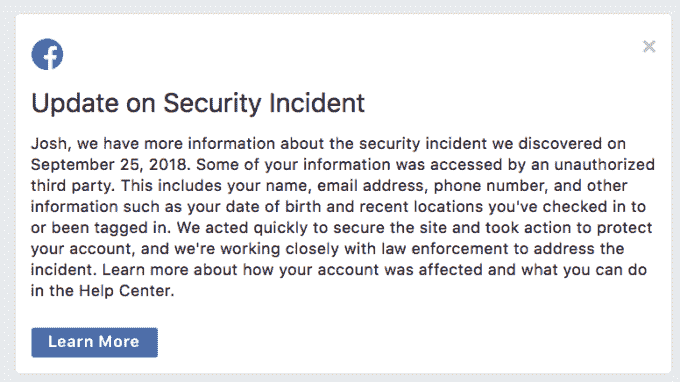 Update on Security Incident
Josh, we have more information about the security incident we discovered on
September 25, 2018. Some of your information was accessed by an unauthorized
third party. This includes your name, email address, phone number, and other
information such as your date of birth and recent locations you've checked in to
or been tagged in. We acted quickly to secure the site and took action to protect
your account, and we're working closely with law enforcement to address the
incident. Learn more about how your account was affected and what you can do
in the Help Center.
Learn More